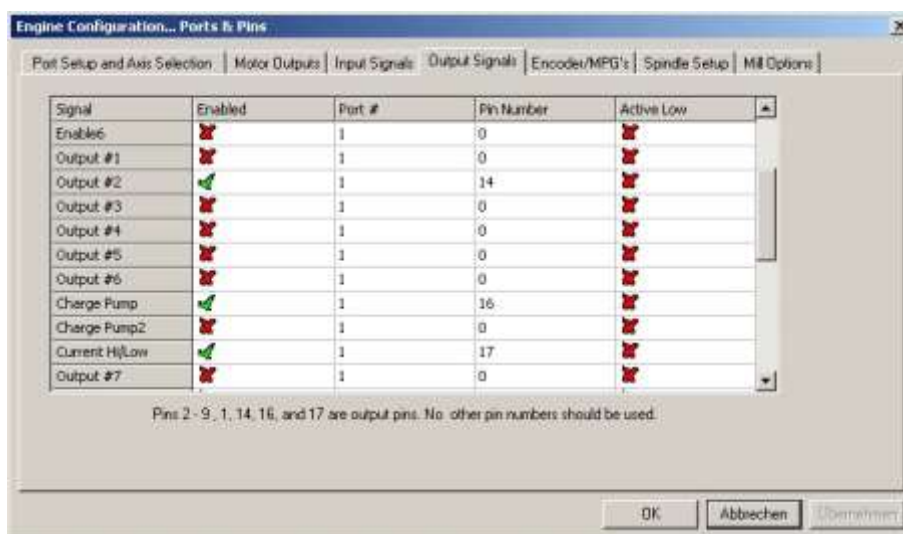 Engine Configuration... Ports & Pins
Port Setup and Axis Selection Motor Outputs Input Signals Output Signals Encoder/MPG's Spindle Setup Mill Options
Signal Enabled Port # Pin Number Active Low
Enable6 1 0
Output #1 1 0
Output #2 1 14
Output #3 1 0
Output #4 1 0
Output #5 1 0
Output #6 1 0
Charge Pump 1 16
Charge Pump2 1 0
Current Hi/Low 1 17
Output #7 1 0
Pins 2 - 9 , 1, 14, 16, and 17 are output pins. No other pin numbers should be used.
OK Abbrechen Übernehmen